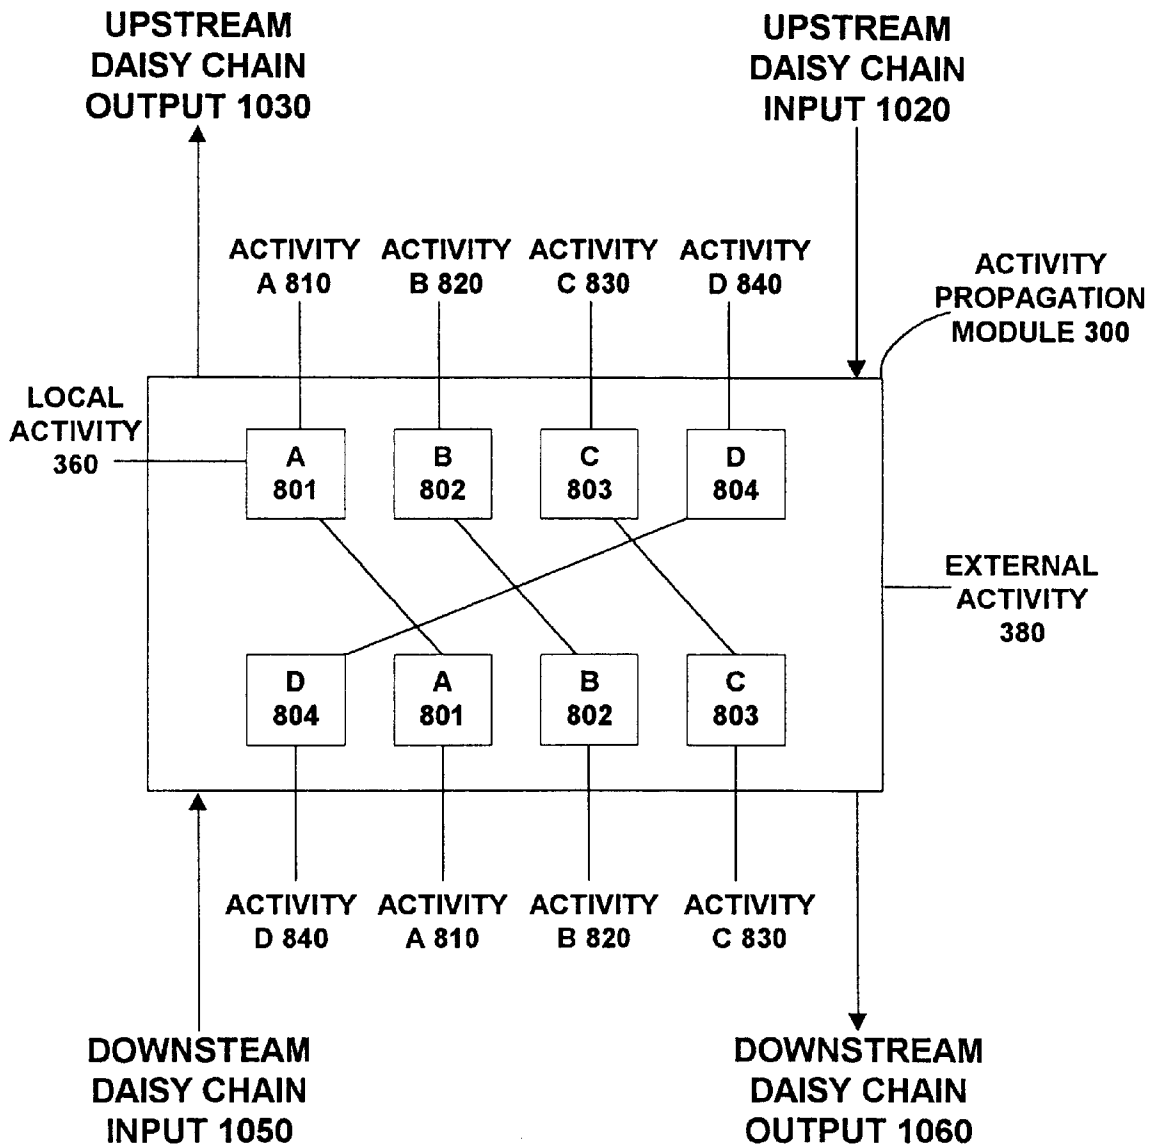 UPSTREAM
DAISY CHAIN
OUTPUT 1030
UPSTREAM
DAISY CHAIN
INPUT 1020
ACTIVITY
A 810
ACTIVITY
B 820
ACTIVITY
C 830
ACTIVITY
D 840
ACTIVITY
PROPAGATION
MODULE 300
LOCAL
ACTIVITY
360
A
801
B
802
C
803
D
804
EXTERNAL
ACTIVITY
380
D
804
A
801
B
802
C
803
ACTIVITY
D 840
ACTIVITY
A 810
ACTIVITY
B 820
ACTIVITY
C 830
DOWNSTEAM
DAISY CHAIN
INPUT 1050
DOWNSTREAM
DAISY CHAIN
OUTPUT 1060